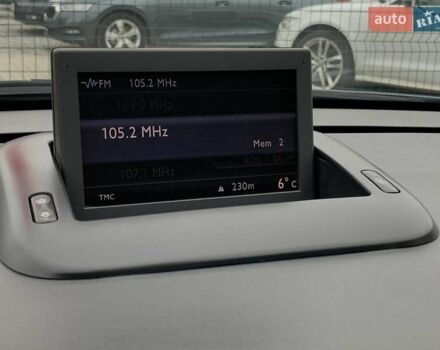 auto RIA
FM 105.2 MHz
103.0 MHz
105.2 MHz
Mem 2
107.1 MHz
TMC
230m
6°C